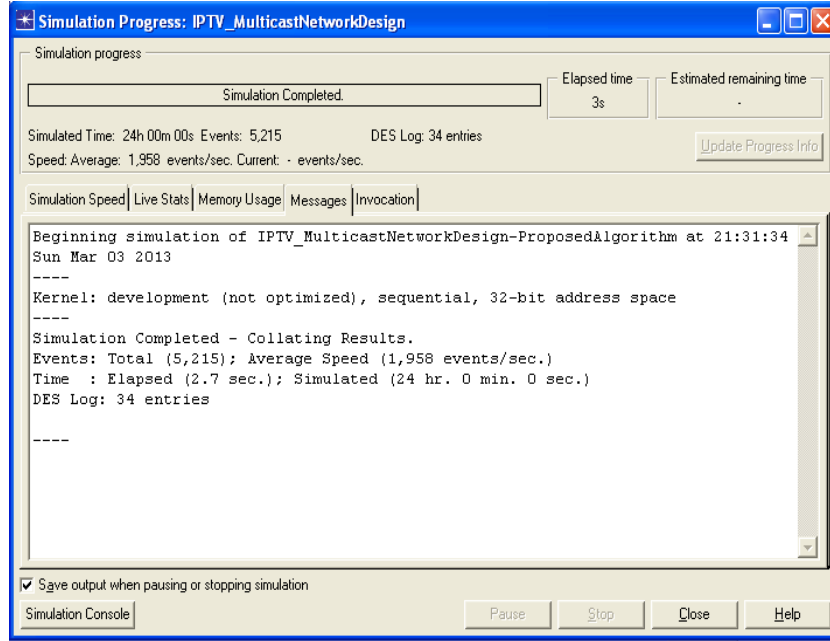 Simulation Progress: IPTV_MulticastNetworkDesign
Simulation progress
Simulation Completed.
Elapsed time
3s
Estimated remaining time
-
Simulated Time: 24h 00m 00s Events: 5,215 DES Log: 34 entries
Speed: Average: 1,958 events/sec. Current: - events/sec.
Update Progress Info
Simulation Speed Live Stats Memory Usage Messages Invocation
Beginning simulation of IPTV_MulticastNetworkDesign-ProposedAlgorithm at 21:31:34
Sun Mar 03 2013
----
Kernel: development (not optimized), sequential, 32-bit address space
----
Simulation Completed - Collating Results.
Events: Total (5,215); Average Speed (1,958 events/sec.)
Time : Elapsed (2.7 sec.); Simulated (24 hr. 0 min. 0 sec.)
DES Log: 34 entries
----
Save output when pausing or stopping simulation
Simulation Console Pause Stop Close Help